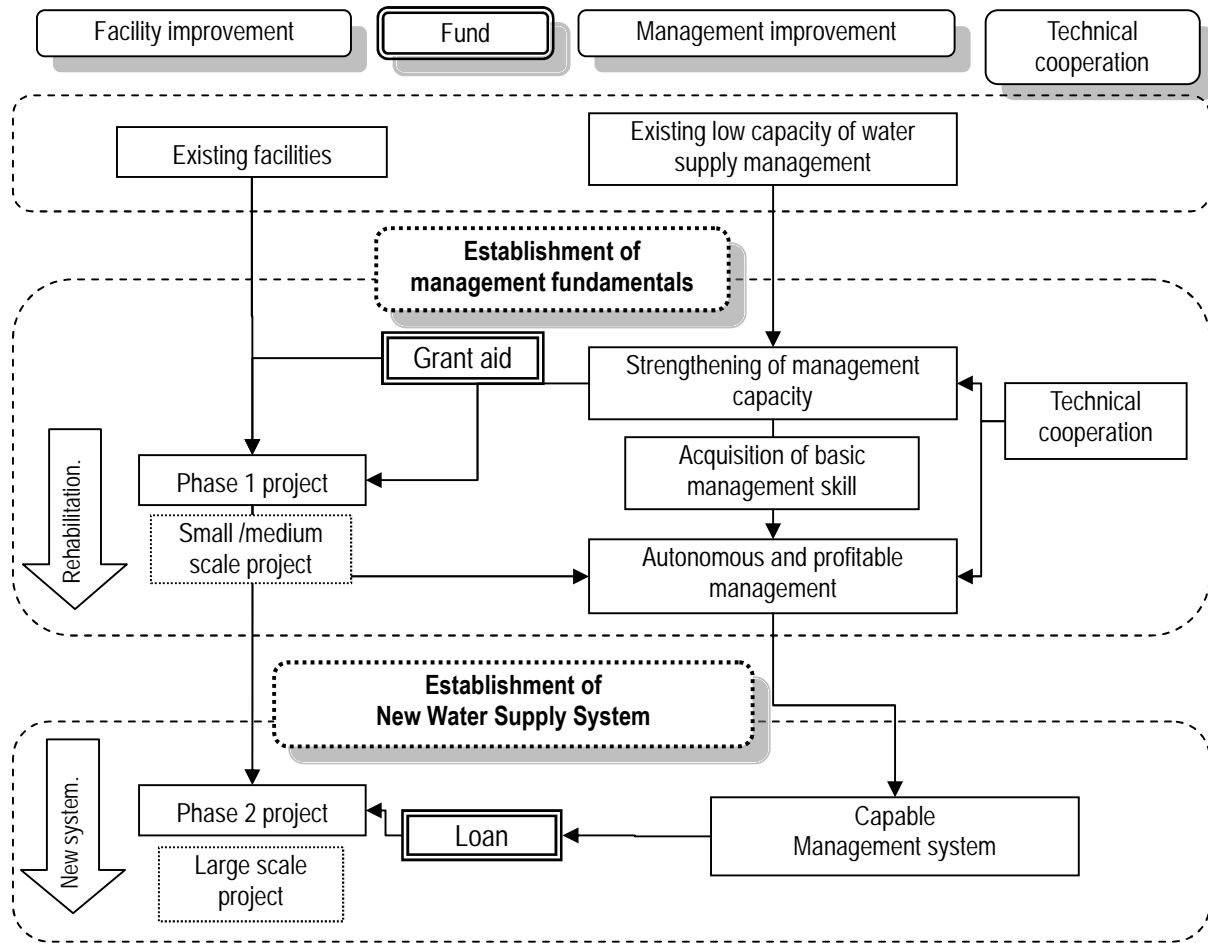 Facility improvement
Fund
Management improvement
Technical
cooperation
Existing facilities
Existing low capacity of water
supply management
Establishment of
management fundamentals
Grant aid
Strengthening of management
capacity
Technical
cooperation
Rehabilitation.
Phase 1 project
Acquisition of basic
management skill
Small /medium
scale project
Autonomous and profitable
management
Establishment of
New Water Supply System
New system.
Phase 2 project
Loan
Capable
Management system
Large scale
project